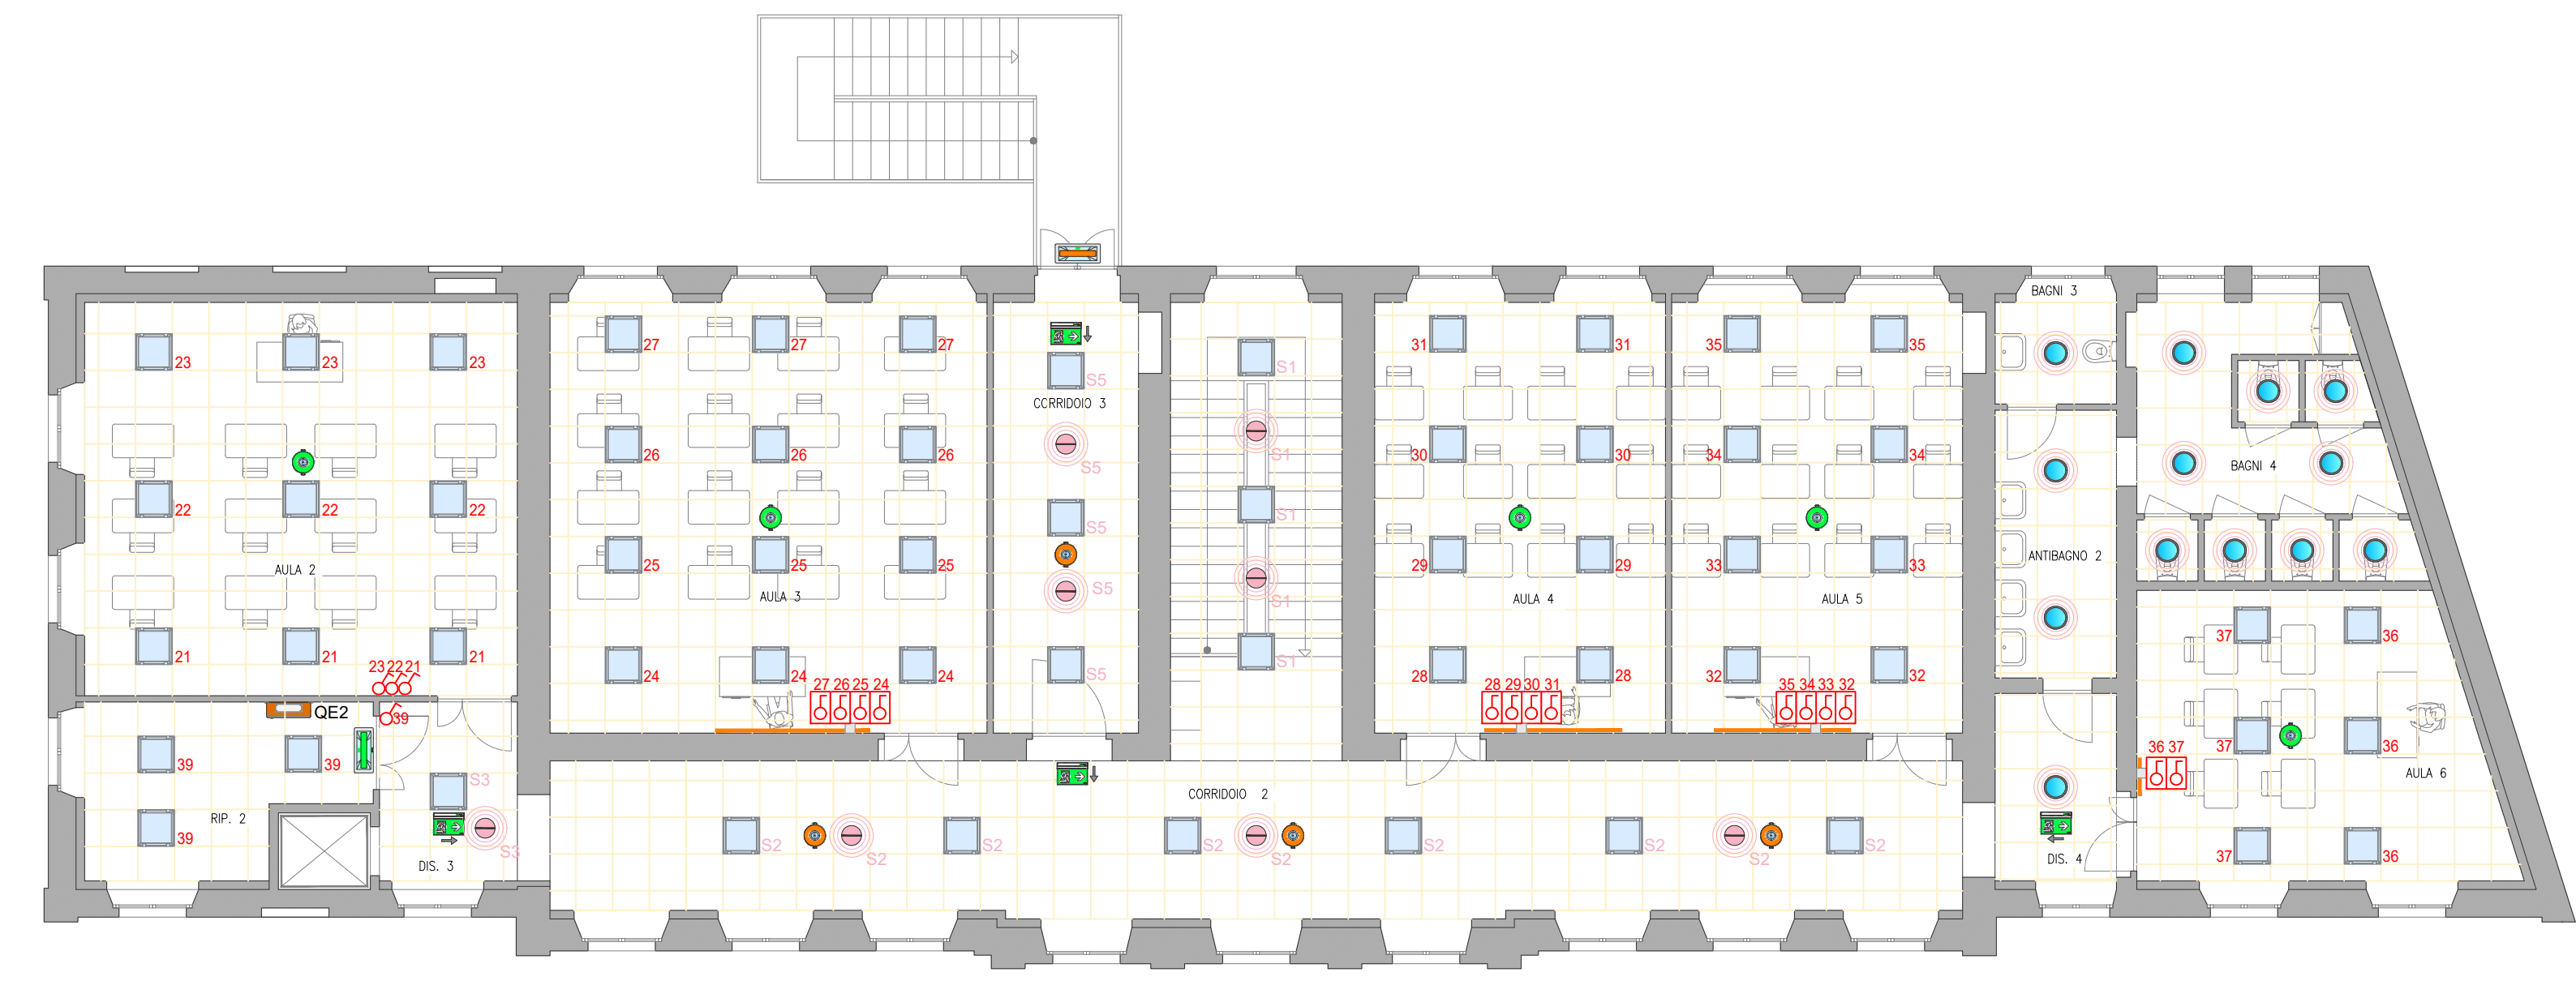 BAGNI 3
31 31 35 35
27 27 27
23 23 23
S1
S5
CORRIDOIO 3
S1
26 26 26 30 30 34 34
S5
BAGNI 4
22 22 22
S1
S5
ANTIBAGNO 2
25 25 25 29 29 33 33
AULA 2
S5
S1
AULA 3
AULA 4
AULA 5
37 36
21 21 21
S1
23 22 21
S5
24 24 24 28 28 32 32
27 26 25 24
28 29 30 31
35 34 33 32
QE2
39
37 36
36 37
39 39
AULA 6
S3
CORRIDOIO 2
RIP. 2
39
S2 S2 S2 S2 S2 S2
S3
S2 S2 S2
37 36
DIS. 3
DIS. 4